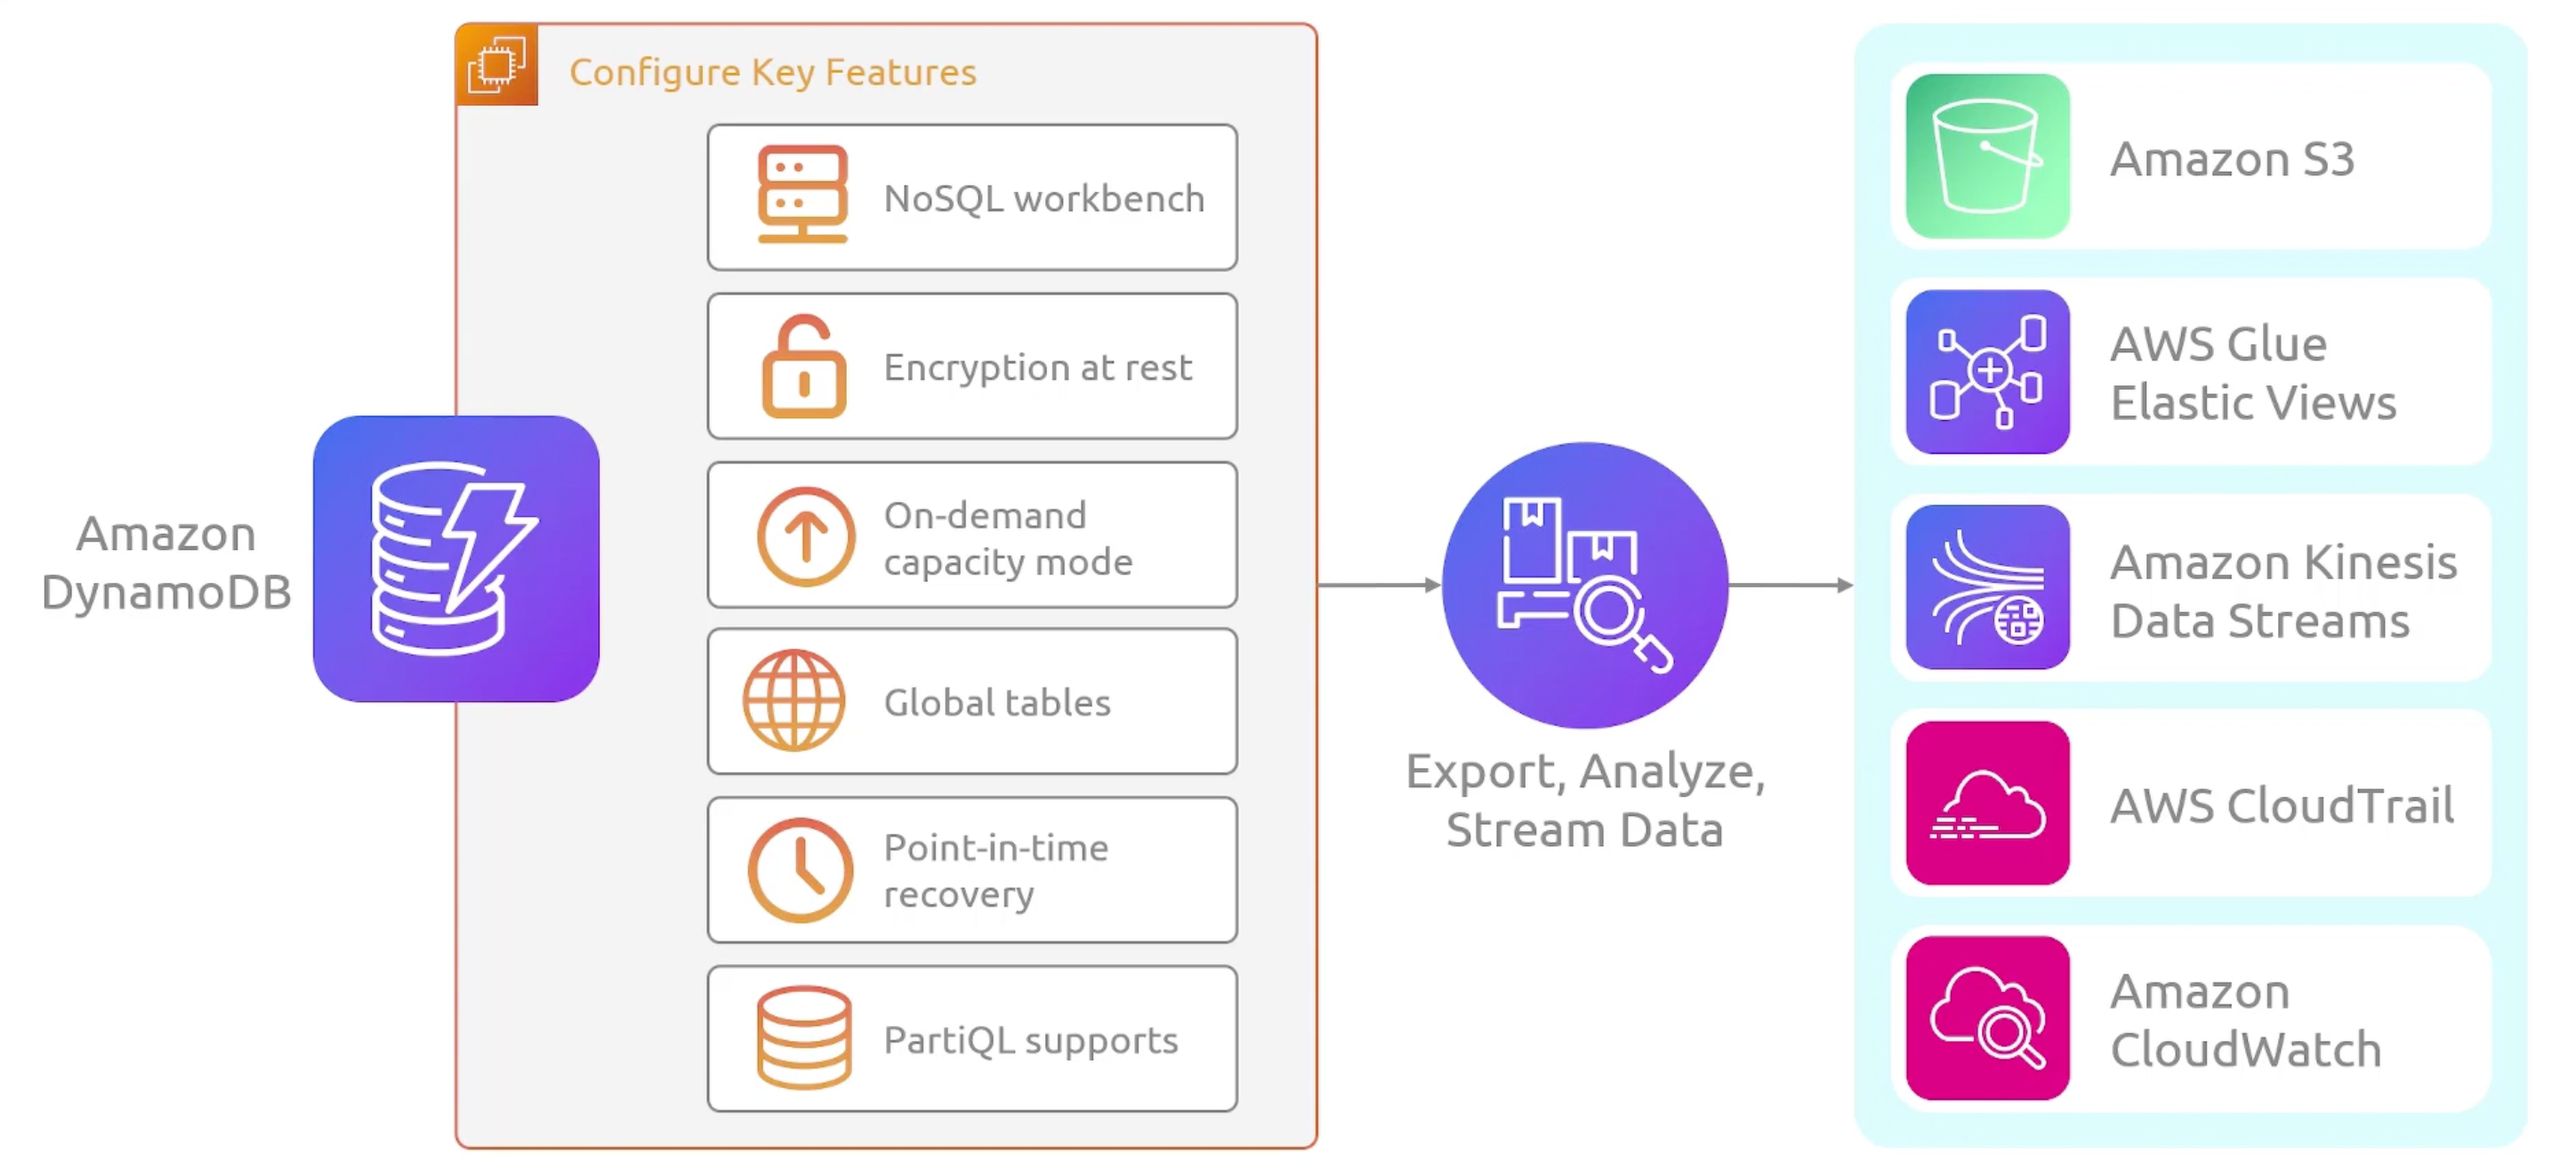 Configure Key Features
Amazon
DynamoDB
NoSQL workbench
Encryption at rest
On-demand
capacity mode
Global tables
Point-in-time
recovery
PartiQL supports
Export, Analyze,
Stream Data
Amazon S3
AWS Glue
Elastic Views
Amazon Kinesis
Data Streams
AWS CloudTrail
Amazon
CloudWatch